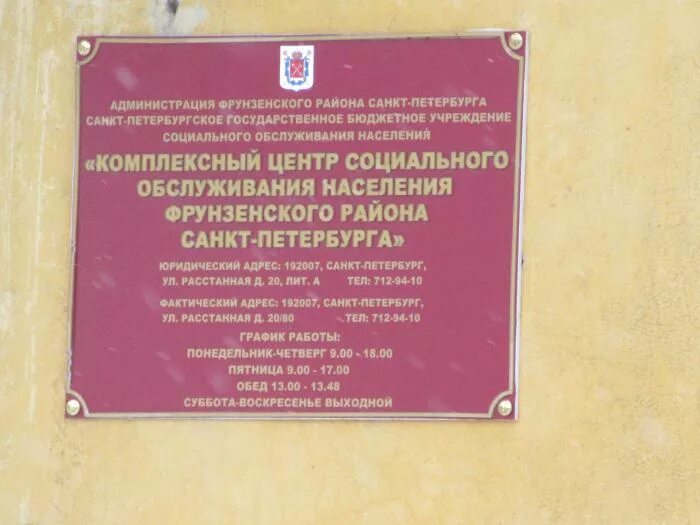 АДМИНИСТРАЦИЯ ФРУНЗЕНСКОГО РАЙОНА САНКТ-ПЕТЕРБУРГА
САНКТ-ПЕТЕРБУРГСКОЕ ГОСУДАРСТВЕННОЕ БЮДЖЕТНОЕ УЧРЕЖДЕНИЕ
СОЦИАЛЬНОГО ОБСЛУЖИВАНИЯ НАСЕЛЕНИЯ
«КОМПЛЕКСНЫЙ ЦЕНТР СОЦИАЛЬНОГО
ОБСЛУЖИВАНИЯ НАСЕЛЕНИЯ
ФРУНЗЕНСКОГО РАЙОНА
САНКТ-ПЕТЕРБУРГА»
ЮРИДИЧЕСКИЙ АДРЕС: 192007, САНКТ-ПЕТЕРБУРГ,
УЛ. РАССТАННАЯ Д. 20, ЛИТ. А ТЕЛ: 712-94-10
ФАКТИЧЕСКИЙ АДРЕС: 192007, САНКТ-ПЕТЕРБУРГ,
УЛ. РАССТАННАЯ Д. 20/80 ТЕЛ: 712-94-10
ГРАФИК РАБОТЫ:
ПОНЕДЕЛЬНИК-ЧЕТВЕРГ 9.00 - 18.00
ПЯТНИЦА 9.00 - 17.00
ОБЕД 13.00 - 13.48
СУББОТА-ВОСКРЕСЕНЬЕ ВЫХОДНОЙ